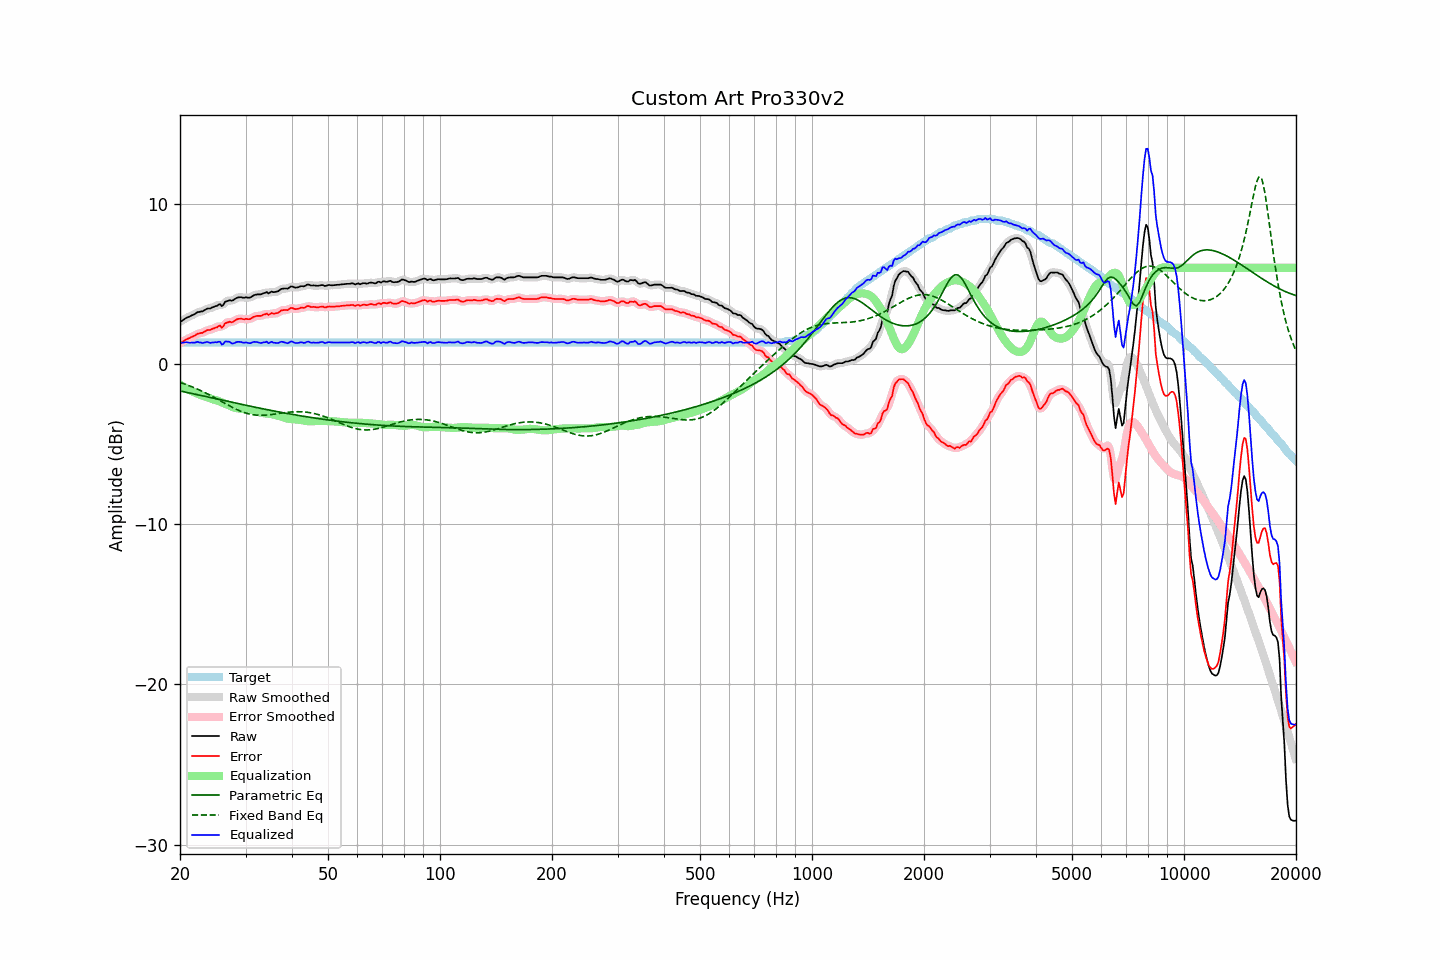 Custom Art Pro330v2
Amplitude (dBr)
10
0
−10
−20
−30
Target
Raw Smoothed
Error Smoothed
Raw
Error
Equalization
Parametric Eq
Fixed Band Eq
Equalized
20
50
100
200
500
1000
2000
5000
10000
20000
Frequency (Hz)